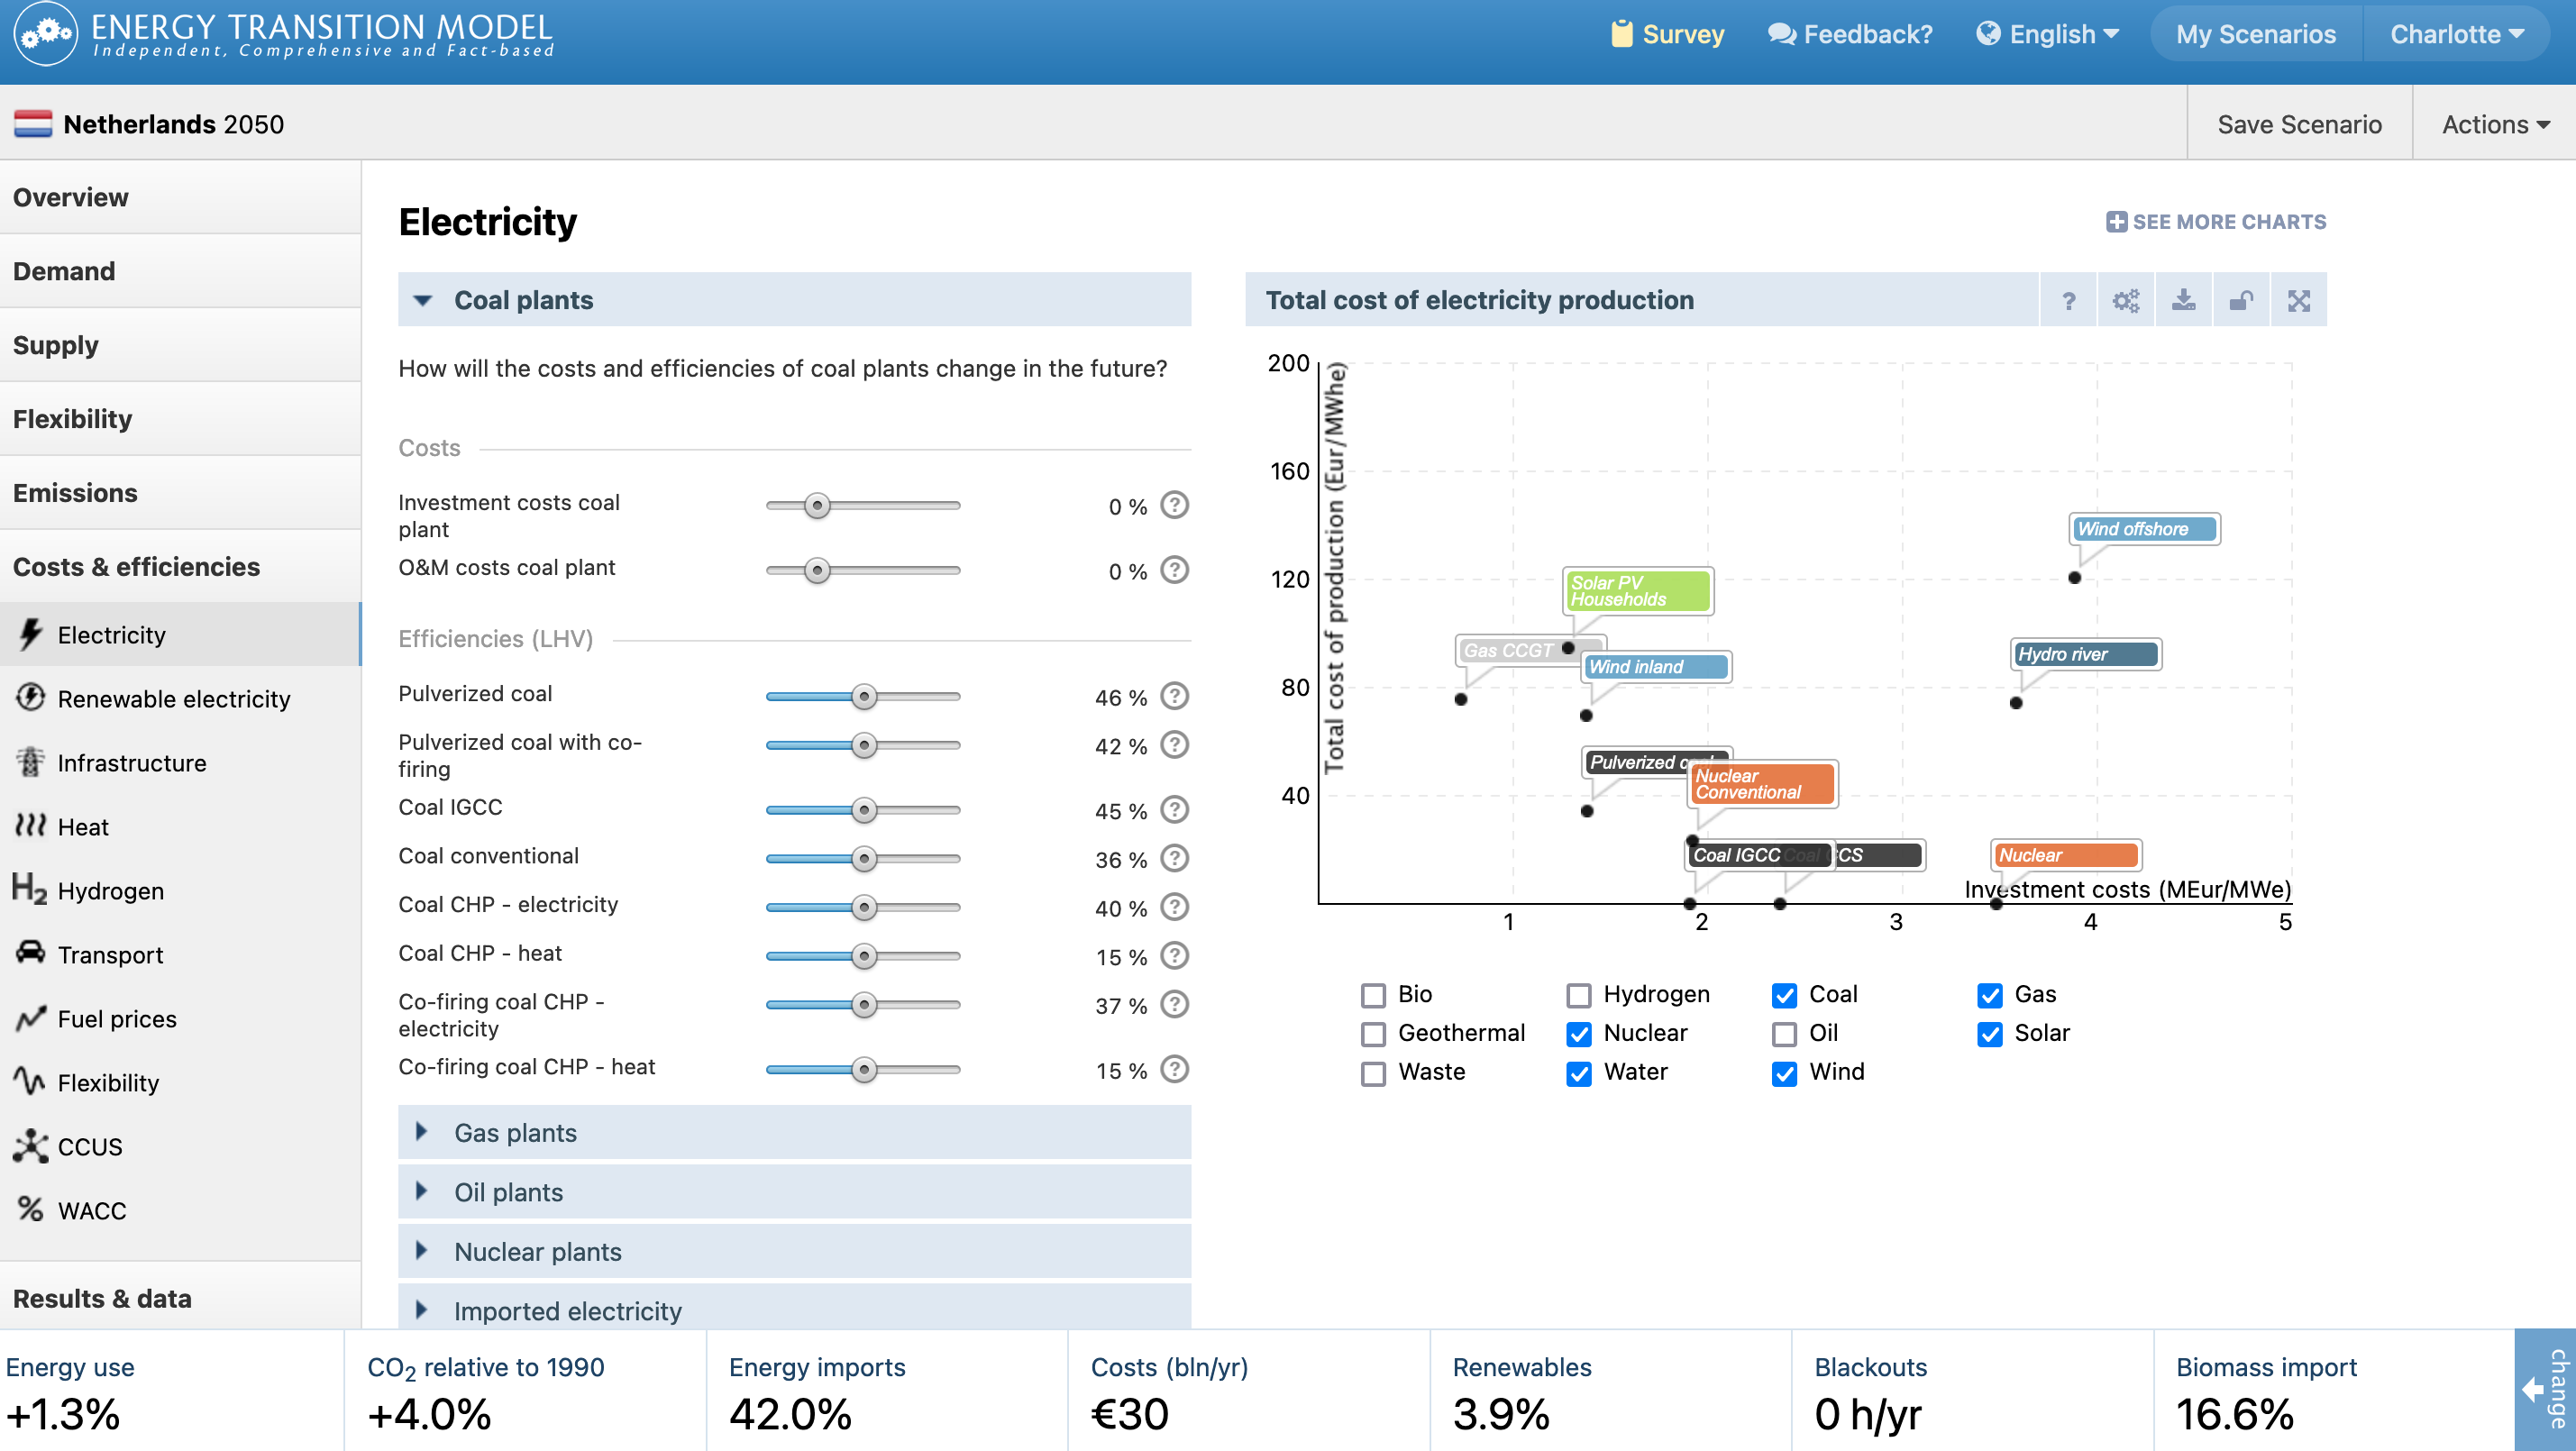 ENERGY TRANSITION MODEL
Independent, Comprehensive and Fact-based
Survey
Feedback?
English
My Scenarios
Charlotte
Netherlands 2050
Save Scenario
Actions
Overview
Demand
Supply
Flexibility
Emissions
Costs & efficiencies
Electricity
Renewable electricity
Infrastructure
Heat
H2 Hydrogen
Transport
Fuel prices
Flexibility
CCUS
% WACC
Results & data
Electricity
SEE MORE CHARTS
Coal plants
How will the costs and efficiencies of coal plants change in the future?
Costs
Investment costs coal
plant
0 % ?
O&M costs coal plant
0 % ?
Efficiencies (LHV)
Pulverized coal
46 % ?
Pulverized coal with co-
firing
42 % ?
Coal IGCC
45 % ?
Coal conventional
36 % ?
Coal CHP - electricity
40 % ?
Coal CHP - heat
15 % ?
Co-firing coal CHP -
electricity
37 % ?
Co-firing coal CHP - heat
15 % ?
Gas plants
Oil plants
Nuclear plants
Imported electricity
Total cost of electricity production
?
200
160
120
80
40
Total cost of production (Eur/MWhe)
Wind offshore
Solar PV
Households
Gas CCGT
Wind inland
Hydro river
Pulverized coal
Nuclear
Conventional
Coal IGCC
Coal CCS
Nuclear
Investment costs (MEur/MWe)
1
2
3
4
5
Bio
Hydrogen
Coal
Gas
Geothermal
Nuclear
Oil
Solar
Waste
Water
Wind
Energy use
+1.3%
CO2 relative to 1990
+4.0%
Energy imports
42.0%
Costs (bln/yr)
€30
Renewables
3.9%
Blackouts
0 h/yr
Biomass import
16.6%
change